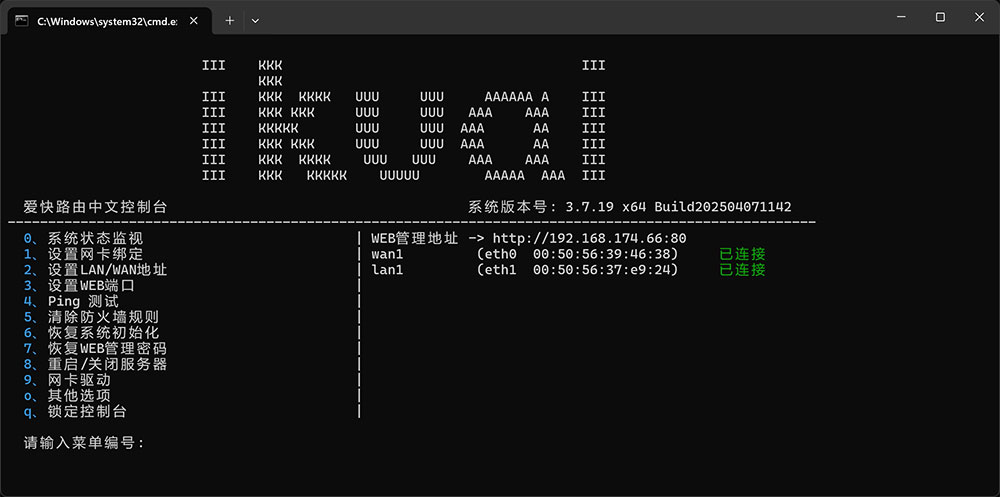 C:\Windows\system32\cmd.e:
III    KKK                                     III
       KKK
III    KKK  KKKK   UUU     UUU     AAAAAA A    III
III    KKK KKK     UUU     UUU   AAA    AAA    III
III    KKKKK       UUU     UUU  AAA      AA    III
III    KKK KKK     UUU     UUU  AAA      AA    III
III    KKK  KKKK    UUU   UUU    AAA    AAA    III
III    KKK   KKKKK    UUUUU        AAAAA  AAA  III
爱快路由中文控制台 系统版本号: 3.7.19 x64 Build202504071142
0、系统状态监视 | WEB管理地址 -> http://192.168.174.66:80
1、设置网卡绑定 | wan1 (eth0 00:50:56:39:46:38) 已连接
2、设置LAN/WAN地址 | lan1 (eth1 00:50:56:37:e9:24) 已连接
3、设置WEB端口 |
4、Ping 测试 |
5、清除防火墙规则 |
6、恢复系统初始化 |
7、恢复WEB管理密码 |
8、重启/关闭服务器 |
9、网卡驱动 |
o、其他选项 |
q、锁定控制台 |
请输入菜单编号: